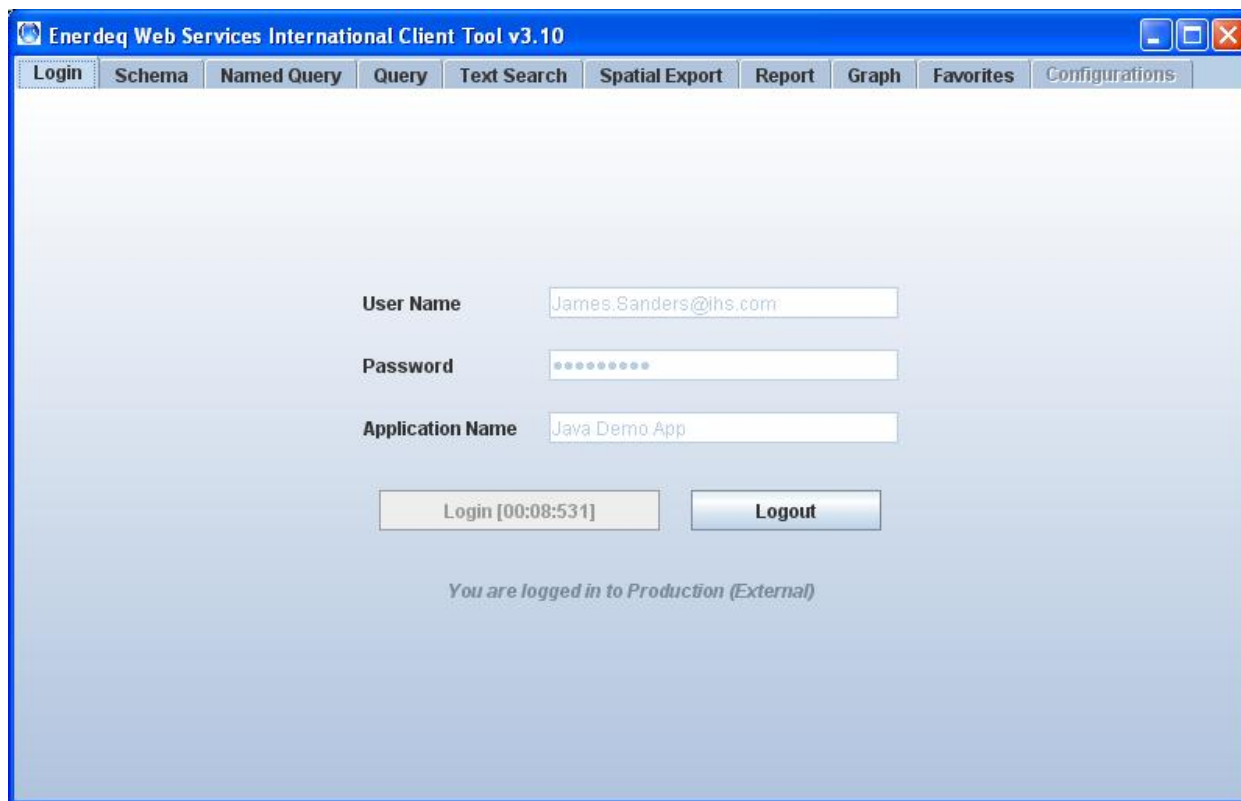 Enerdeq Web Services International Client Tool v3.10
Login Schema Named Query Query Text Search Spatial Export Report Graph Favorites Configurations
User Name James.Sanders@ihs.com
Password •••••••••
Application Name Java Demo App
Login [00:08:531] Logout
You are logged in to Production (External)